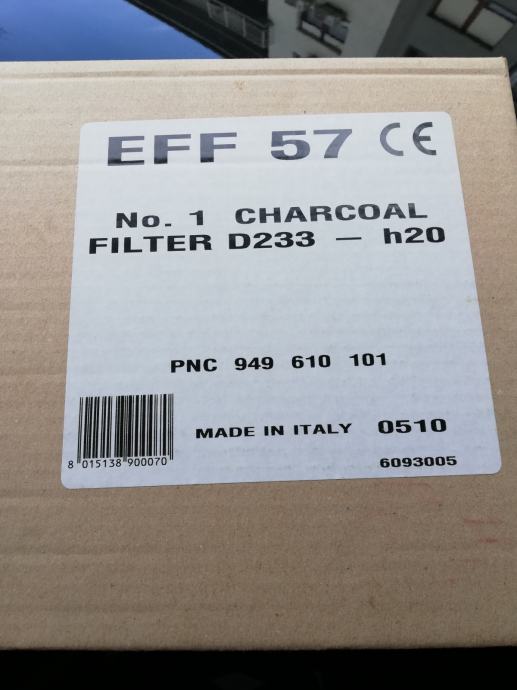 EFF 57 CE
No. 1 CHARCOAL
FILTER D233 — h20
PNC 949 610 101
MADE IN ITALY 0510
8 015138 900070
6093005